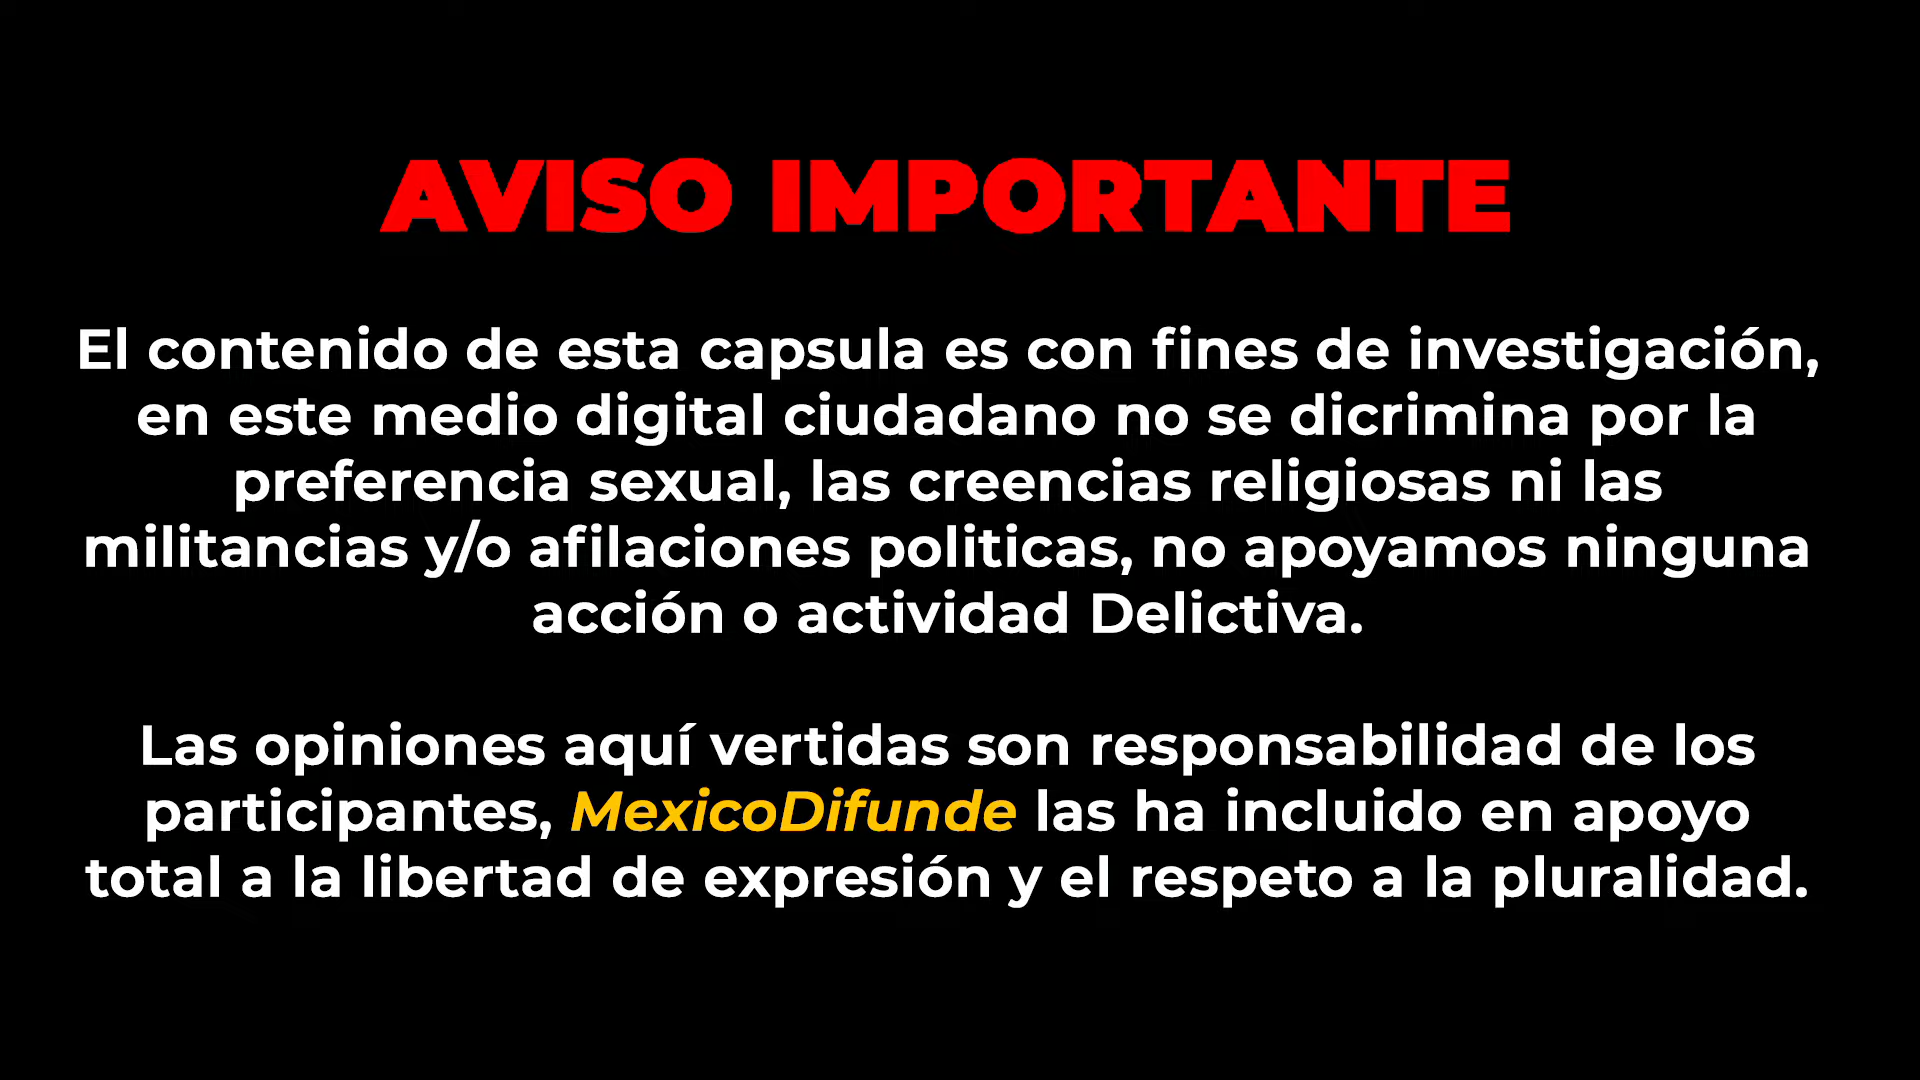 AVISO IMPORTANTE
El contenido de esta capsula es con fines de investigación,
en este medio digital ciudadano no se dicrimina por la
preferencia sexual, las creencias religiosas ni las
militancias y/o afilaciones politicas, no apoyamos ninguna
acción o actividad Delictiva.
Las opiniones aquí vertidas son responsabilidad de los
participantes, MexicoDifunde las ha incluido en apoyo
total a la libertad de expresión y el respeto a la pluralidad.